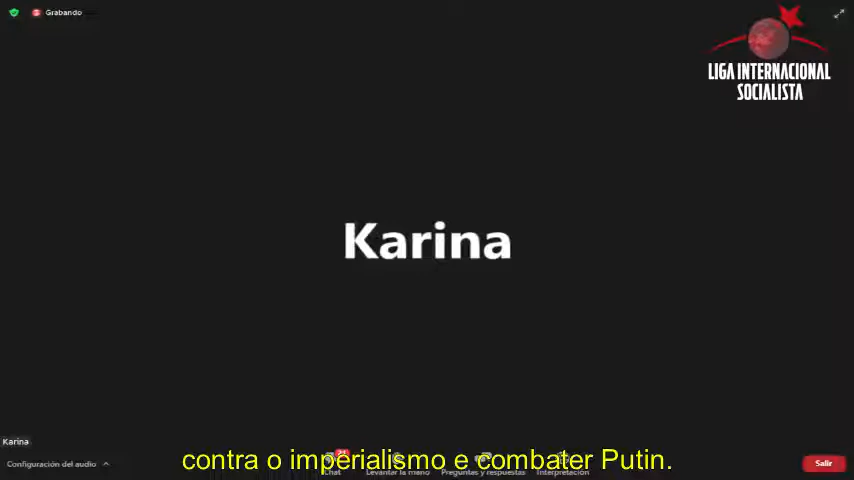 Grabando
LIGA INTERNACIONAL
SOCIALISTA
Karina
Karina
Configuración del audio
Chat
Levantar la mano
Preguntas y respuestas
Interpretación
Salir
contra o imperialismo e combater Putin.